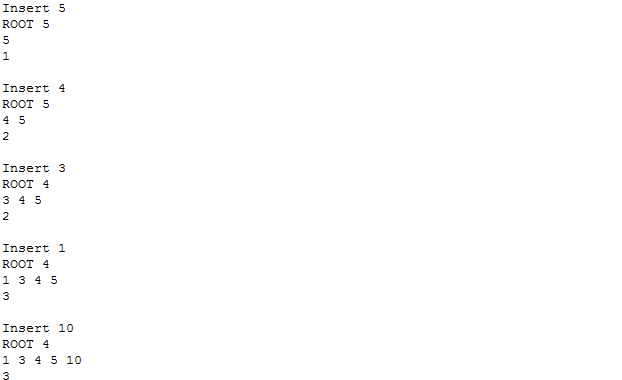 Insert 5
ROOT 5
5
1
Insert 4
ROOT 5
4 5
2
Insert 3
ROOT 4
3 4 5
2
Insert 1
ROOT 4
1 3 4 5
3
Insert 10
ROOT 4
1 3 4 5 10
3